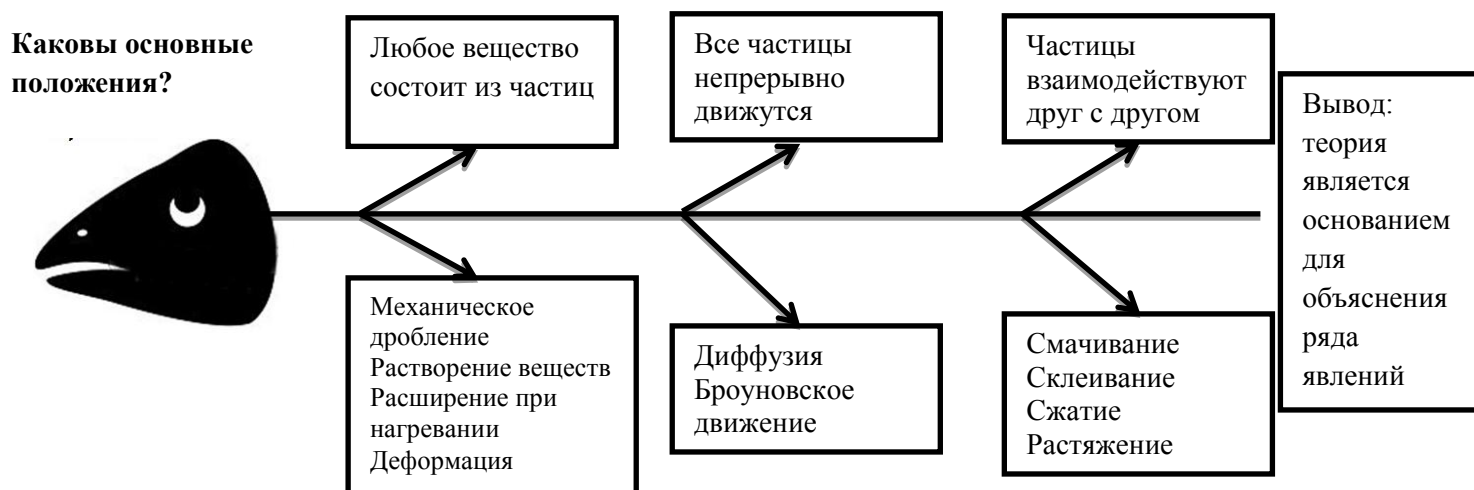 Каковы основные
положения?
Любое вещество
состоит из частиц
Все частицы
непрерывно
движутся
Частицы
взаимодействуют
друг с другом
Механическое
дробление
Растворение веществ
Расширение при
нагревании
Деформация
Диффузия
Броуновское
движение
Смачивание
Склеивание
Сжатие
Растяжение
Вывод:
теория
является
основанием
для
объяснения
ряда
явлений